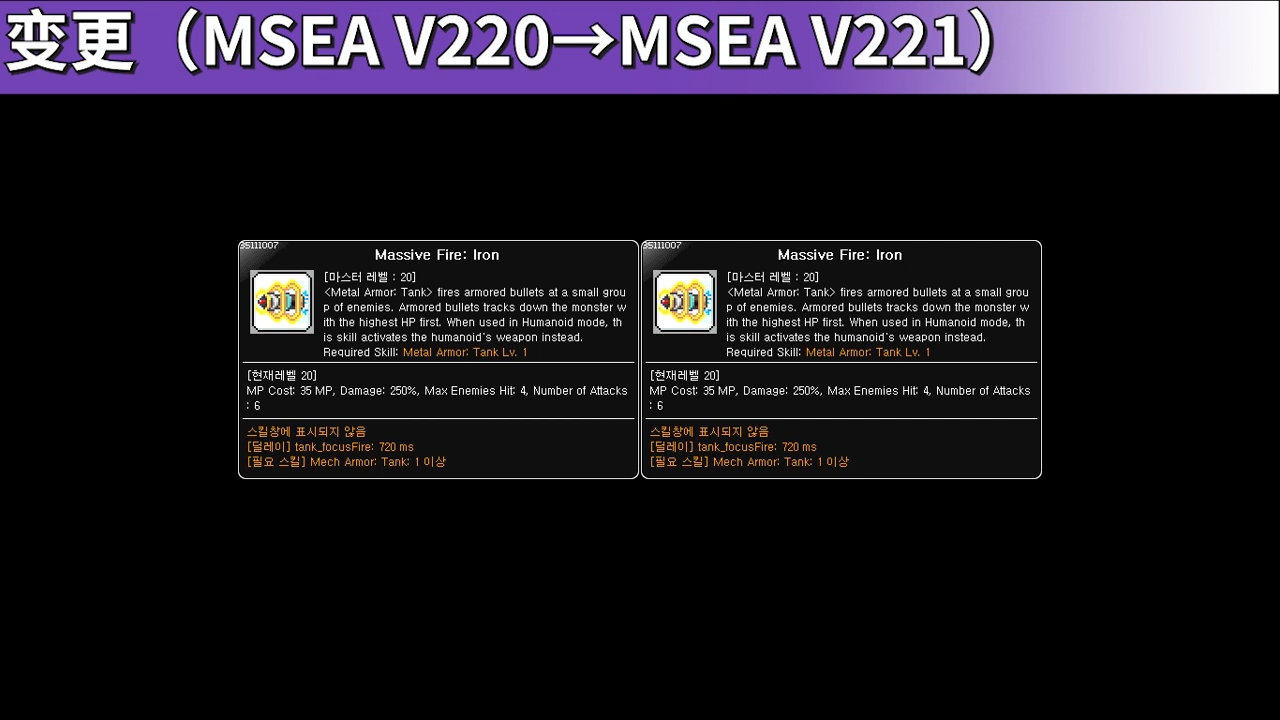 变更（MSEA V220→MSEA V221）
35111007
Massive Fire: Iron
[마스터 레벨 : 20]
<Metal Armor: Tank> fires armored bullets at a small grou
p of enemies. Armored bullets tracks down the monster w
ith the highest HP first. When used in Humanoid mode, th
is skill activates the humanoid's weapon instead.
Required Skill: Metal Armor: Tank Lv. 1
[현재레벨 20]
MP Cost: 35 MP, Damage: 250%, Max Enemies Hit: 4, Number of Attacks
: 6
스킬창에 표시되지 않음
[딜레이] tank_focusFire: 720 ms
[필요 스킬] Mech Armor: Tank: 1 이상
35111007
Massive Fire: Iron
[마스터 레벨 : 20]
<Metal Armor: Tank> fires armored bullets at a small grou
p of enemies. Armored bullets tracks down the monster w
ith the highest HP first. When used in Humanoid mode, th
is skill activates the humanoid's weapon instead.
Required Skill: Metal Armor: Tank Lv. 1
[현재레벨 20]
MP Cost: 35 MP, Damage: 250%, Max Enemies Hit: 4, Number of Attacks
: 6
스킬창에 표시되지 않음
[딜레이] tank_focusFire: 720 ms
[필요 스킬] Mech Armor: Tank: 1 이상